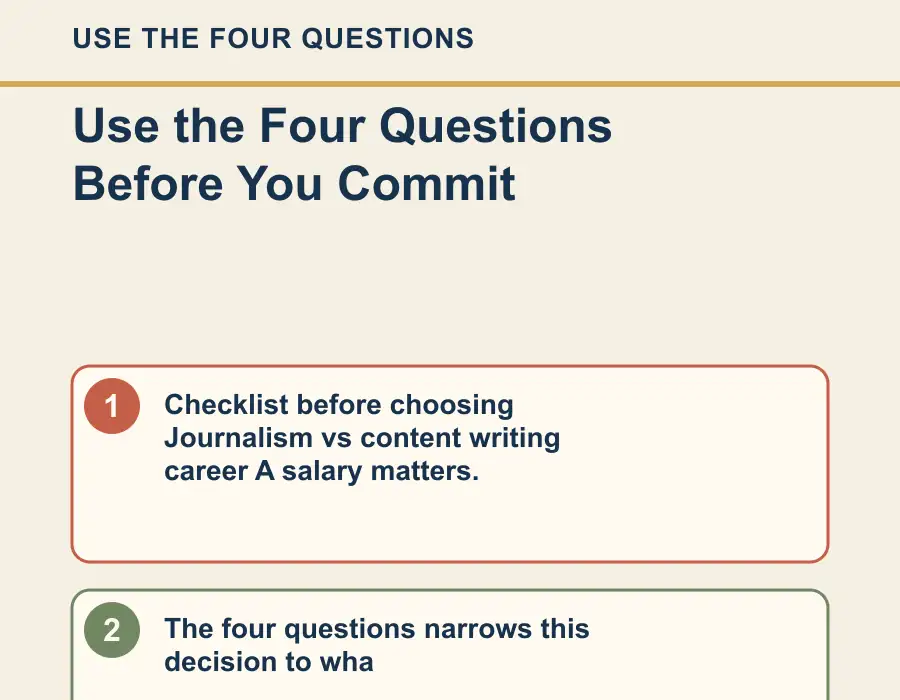 USE THE FOUR QUESTIONS
Use the Four Questions
Before You Commit
1
Checklist before choosing
Journalism vs content writing
career A salary matters.
2
The four questions narrows this
decision to wha